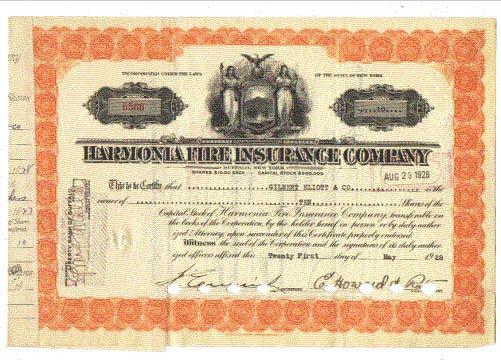 INCORPORATED UNDER THE LAWS
OF THE STATE OF NEW YORK
6566
10
HARMONIA FIRE INSURANCE COMPANY
BUFFALO, NEW YORK
SHARES $10.00 EACH
CAPITAL STOCK $500,000.
AUG 29 1928
This is to Certify that GILBERT ELIOTT & CO. is the
owner of TEN Shares of the
Capital Stock of Harmonia Fire Insurance Company, transferable on
the books of the Corporation by the holder hereof in person or by duly author-
ized Attorney upon surrender of this Certificate properly endorsed.
Witness the seal of the Corporation and the signatures of its duly author-
ized officers affixed this Twenty First day of May 1928